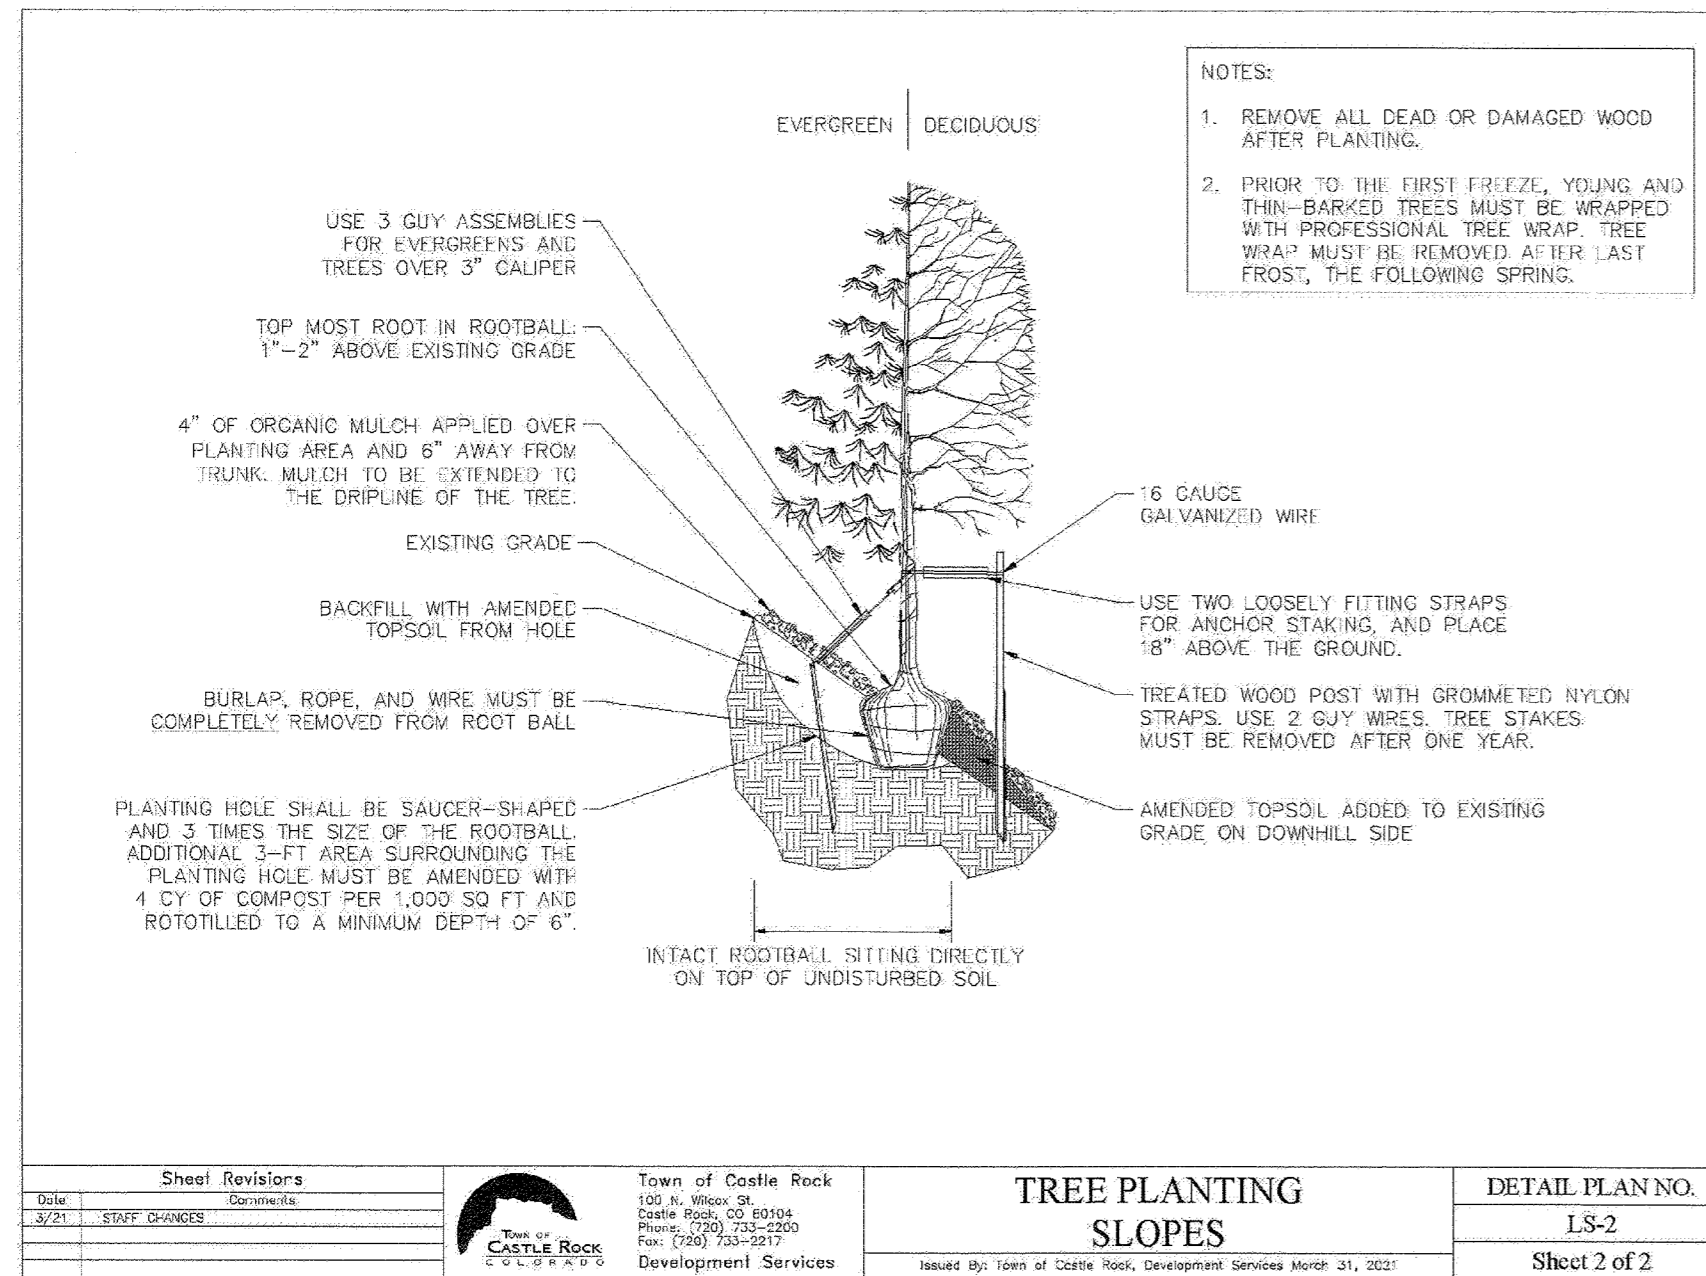 EVERGREEN | DECIDUOUS
NOTES:
1. REMOVE ALL DEAD OR DAMAGED WOOD
AFTER PLANTING.
2. PRIOR TO THE FIRST FREEZE, YOUNG AND
THIN-BARKED TREES MUST BE WRAPPED
WITH PROFESSIONAL TREE WRAP. TREE
WRAP MUST BE REMOVED AFTER LAST
FROST, THE FOLLOWING SPRING.
USE 3 GUY ASSEMBLIES
FOR EVERGREENS AND
TREES OVER 3" CALIPER
TOP MOST ROOT IN ROOTBALL:
1"-2" ABOVE EXISTING GRADE
4" OF ORGANIC MULCH APPLIED OVER
PLANTING AREA AND 6" AWAY FROM
TRUNK. MULCH TO BE EXTENDED TO
THE DRIPLINE OF THE TREE.
EXISTING GRADE
BACKFILL WITH AMENDED
TOPSOIL FROM HOLE
BURLAP, ROPE, AND WIRE MUST BE
COMPLETELY REMOVED FROM ROOT BALL
PLANTING HOLE SHALL BE SAUCER-SHAPED
AND 3 TIMES THE SIZE OF THE ROOTBALL.
ADDITIONAL 3-FT AREA SURROUNDING THE
PLANTING HOLE MUST BE AMENDED WITH
4 CY OF COMPOST PER 1,000 SQ FT AND
ROTOTILLED TO A MINIMUM DEPTH OF 6".
16 GAUGE
GALVANIZED WIRE
USE TWO LOOSELY FITTING STRAPS
FOR ANCHOR STAKING, AND PLACE
18" ABOVE THE GROUND.
TREATED WOOD POST WITH GROMMETED NYLON
STRAPS. USE 2 GUY WIRES. TREE STAKES
MUST BE REMOVED AFTER ONE YEAR.
AMENDED TOPSOIL ADDED TO EXISTING
GRADE ON DOWNHILL SIDE
INTACT ROOTBALL SITTING DIRECTLY
ON TOP OF UNDISTURBED SOIL
Sheet Revisions
Date Comments
3/21 STAFF CHANGES
TOWN OF
CASTLE ROCK
COLORADO
Town of Castle Rock
100 N. Wilcox St.
Castle Rock, CO 80104
Phone: (720) 733-2200
Fax: (720) 733-2217
Development Services
TREE PLANTING
SLOPES
Issued By: Town of Castle Rock, Development Services March 31, 2021
DETAIL PLAN NO.
LS-2
Sheet 2 of 2